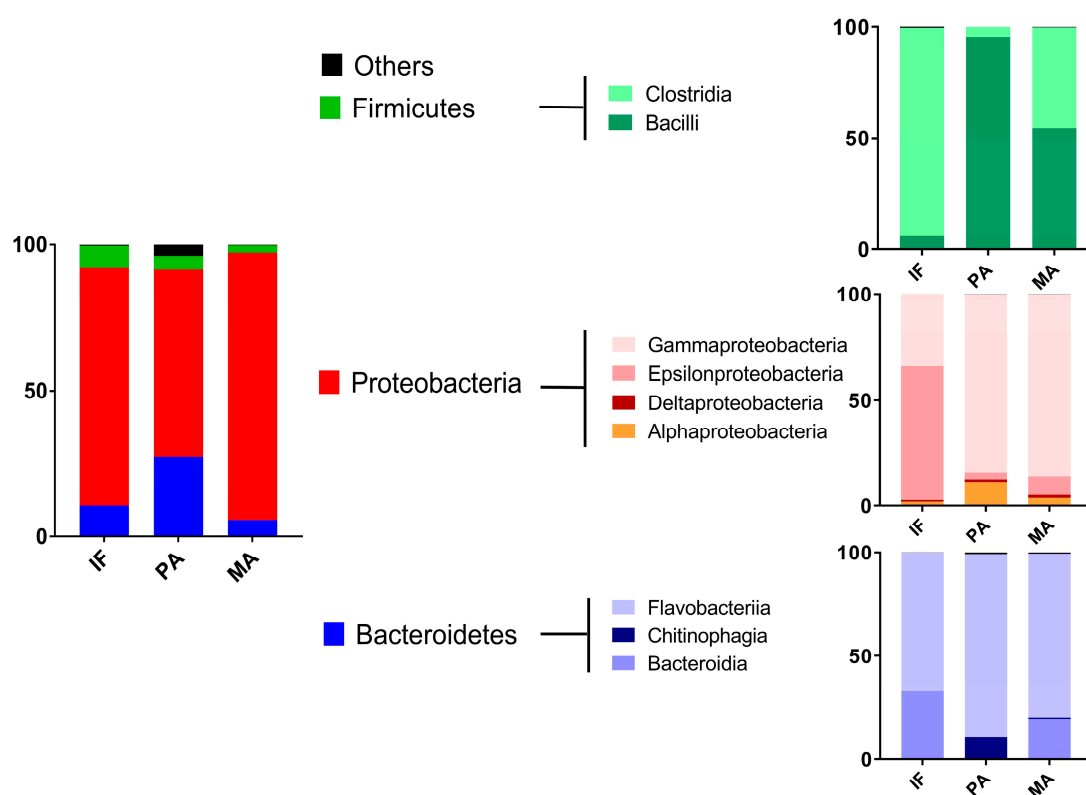 Others
Firmicutes
Clostridia
Bacilli
100
50
0
IF
PA
MA
100
50
0
IF
PA
MA
Proteobacteria
Gammaproteobacteria
Epsilonproteobacteria
Deltaproteobacteria
Alphaproteobacteria
100
50
0
IF
PA
MA
Bacteroidetes
Flavobacteriia
Chitinophagia
Bacteroidia
100
50
0
IF
PA
MA